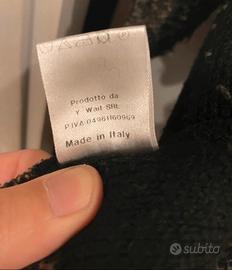 Prodotto da
Y Wait SRL
P.IVA 04961160969
Made in Italy
subito